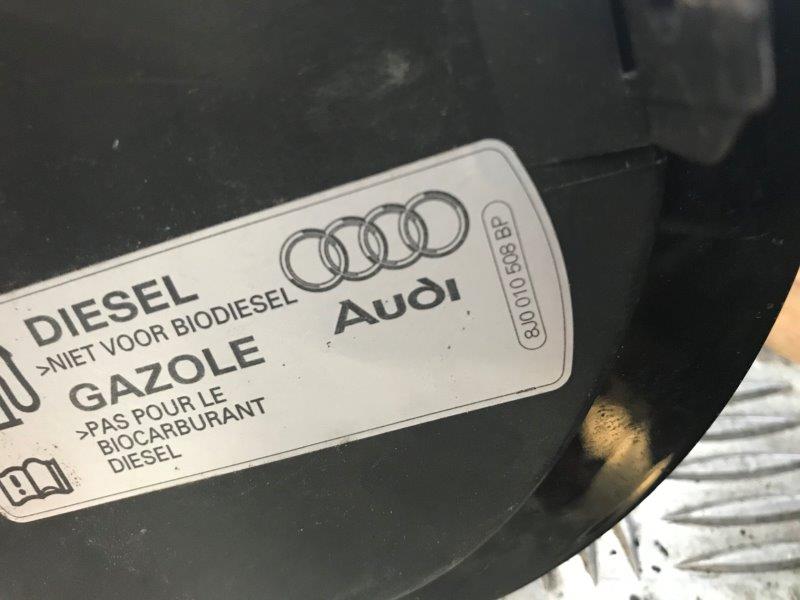 DIESEL
>NIET VOOR BIODIESEL
GAZOLE
>PAS POUR LE
BIOCARBURANT
DIESEL
Audi
8J0 010 508 BP